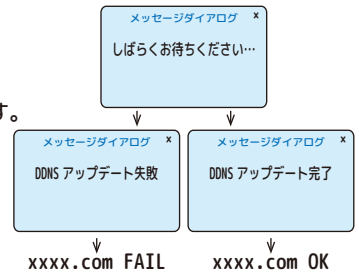 メッセージダイアログ x
しばらくお待ちください…
す。
メッセージダイアログ x
DDNS アップデート失敗
メッセージダイアログ x
DDNS アップデート完了
xxxx.com FAIL
xxxx.com OK